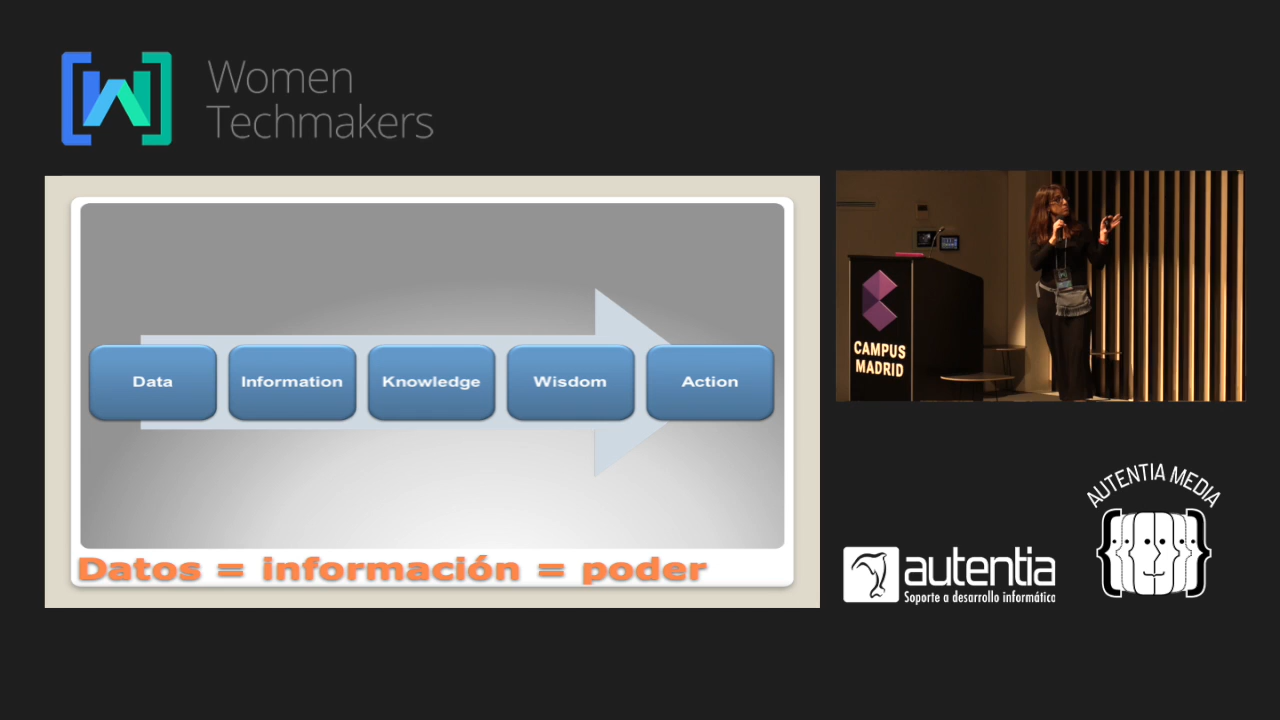 Women
Techmakers
Data
Information
Knowledge
Wisdom
Action
Datos = información = poder
CAMPUS
MADRID
AUTENTIA MEDIA
autentia
Soporte a desarrollo informático